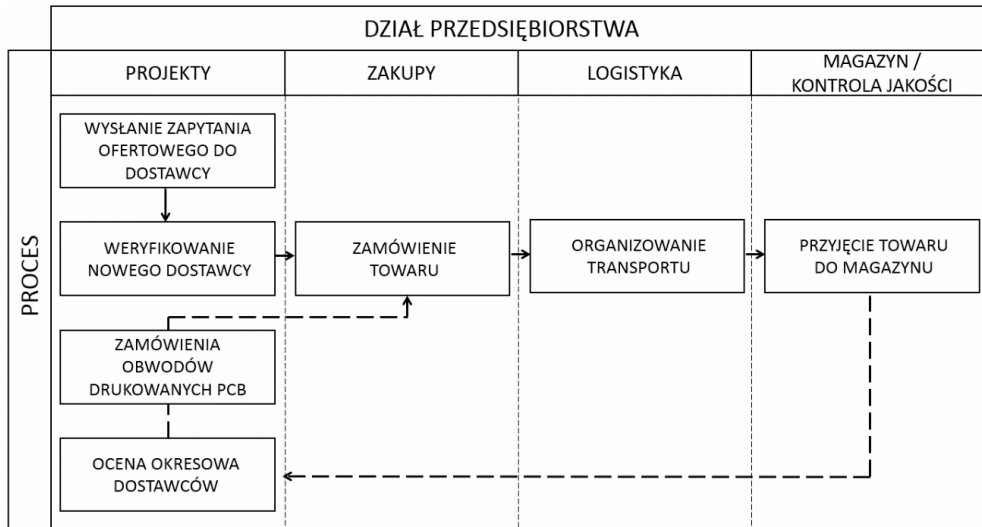 DZIAŁ PRZEDSIĘBIORSTWA
PROJEKTY
ZAKUPY
LOGISTYKA
MAGAZYN /
KONTROLA JAKOŚCI
PROCES
WYSŁANIE ZAPYTANIA
OFERTOWEGO DO
DOSTAWCY
WERYFIKOWANIE
NOWEGO DOSTAWCY
ZAMÓWIENIE
TOWARU
ORGANIZOWANIE
TRANSPORTU
PRZYJĘCIE TOWARU
DO MAGAZYNU
ZAMÓWIENIA
OBWODÓW
DRUKOWANYCH PCB
OCENA OKRESOWA
DOSTAWCÓW